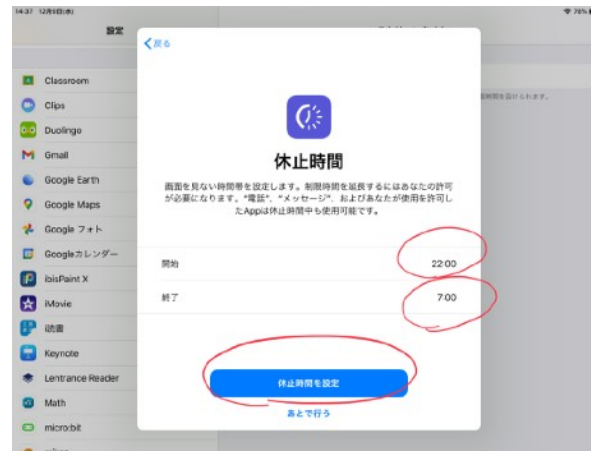 14:37 12月9日(水)
78%
設定
戻る
Classroom
Clips
Duolingo
Gmail
Google Earth
Google Maps
Google フォト
Googleカレンダー
ibisPaint X
iMovie
i読書
Keynote
Lentrance Reader
Math
micro:bit
休止時間
画面を見ない時間帯を設定します。制限時間を延長するにはあなたの許可
が必要になります。"電話"、"メッセージ"、およびあなたが使用を許可し
たAppは休止時間中も使用可能です。
開始 22:00
終了 7:00
休止時間を設定
あとで行う